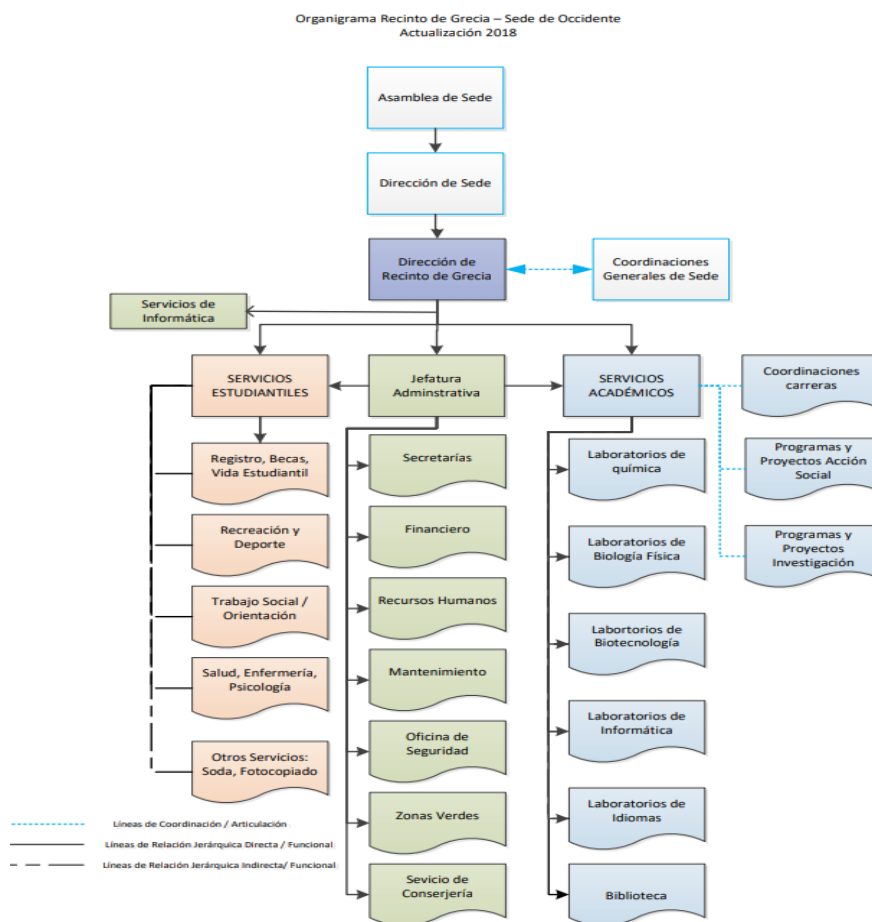 Organigrama Recinto de Grecia – Sede de Occidente
Actualización 2018
Asamblea de Sede
Dirección de Sede
Dirección de
Recinto de Grecia
Coordinaciones
Generales de Sede
Servicios de
Informática
SERVICIOS
ESTUDIANTILES
Jefatura
Adminstrativa
SERVICIOS
ACADÉMICOS
Coordinaciones
carreras
Registro, Becas,
Vida Estudiantil
Secretarías
Laboratorios de
química
Programas y
Proyectos Acción
Social
Recreación y
Deporte
Financiero
Laboratorios de
Biología Física
Programas y
Proyectos
Investigación
Trabajo Social /
Orientación
Recursos Humanos
Labortorios de
Biotecnología
Salud, Enfermería,
Psicología
Mantenimiento
Laboratorios de
Informática
Otros Servicios:
Soda, Fotocopiado
Oficina de
Seguridad
Laboratorios de
Idiomas
Zonas Verdes
Sevicio de
Conserjería
Biblioteca
Líneas de Coordinación / Articulación
Líneas de Relación Jerárquica Directa / Funcional
Líneas de Relación Jerárquica Indirecta/ Funcional